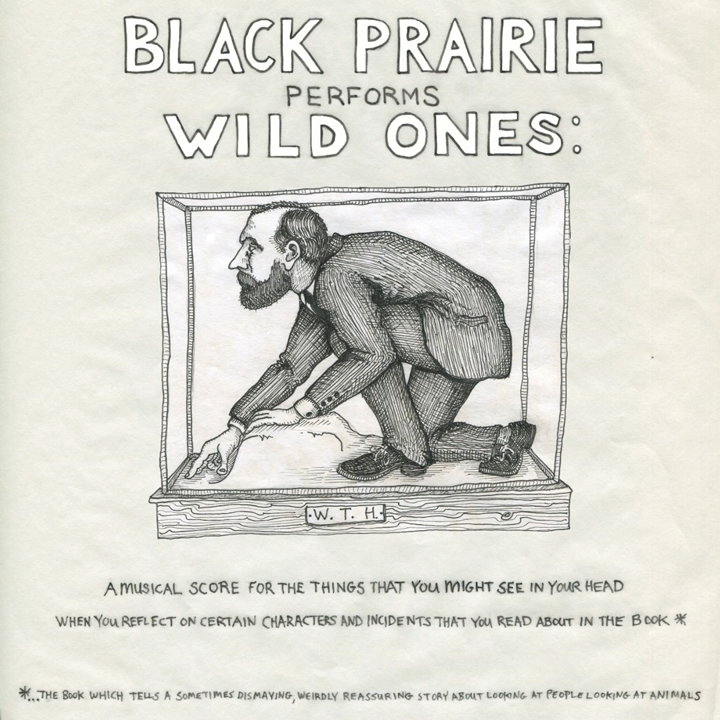 BLACK PRAIRIE
PERFORMS
WILD ONES:
·W. T. H.·
A MUSICAL SCORE FOR THE THINGS THAT YOU MIGHT SEE IN YOUR HEAD
WHEN YOU REFLECT ON CERTAIN CHARACTERS AND INCIDENTS THAT YOU READ ABOUT IN THE BOOK *
*...THE BOOK WHICH TELLS A SOMETIMES DISMAYING, WEIRDLY REASSURING STORY ABOUT LOOKING AT PEOPLE LOOKING AT ANIMALS